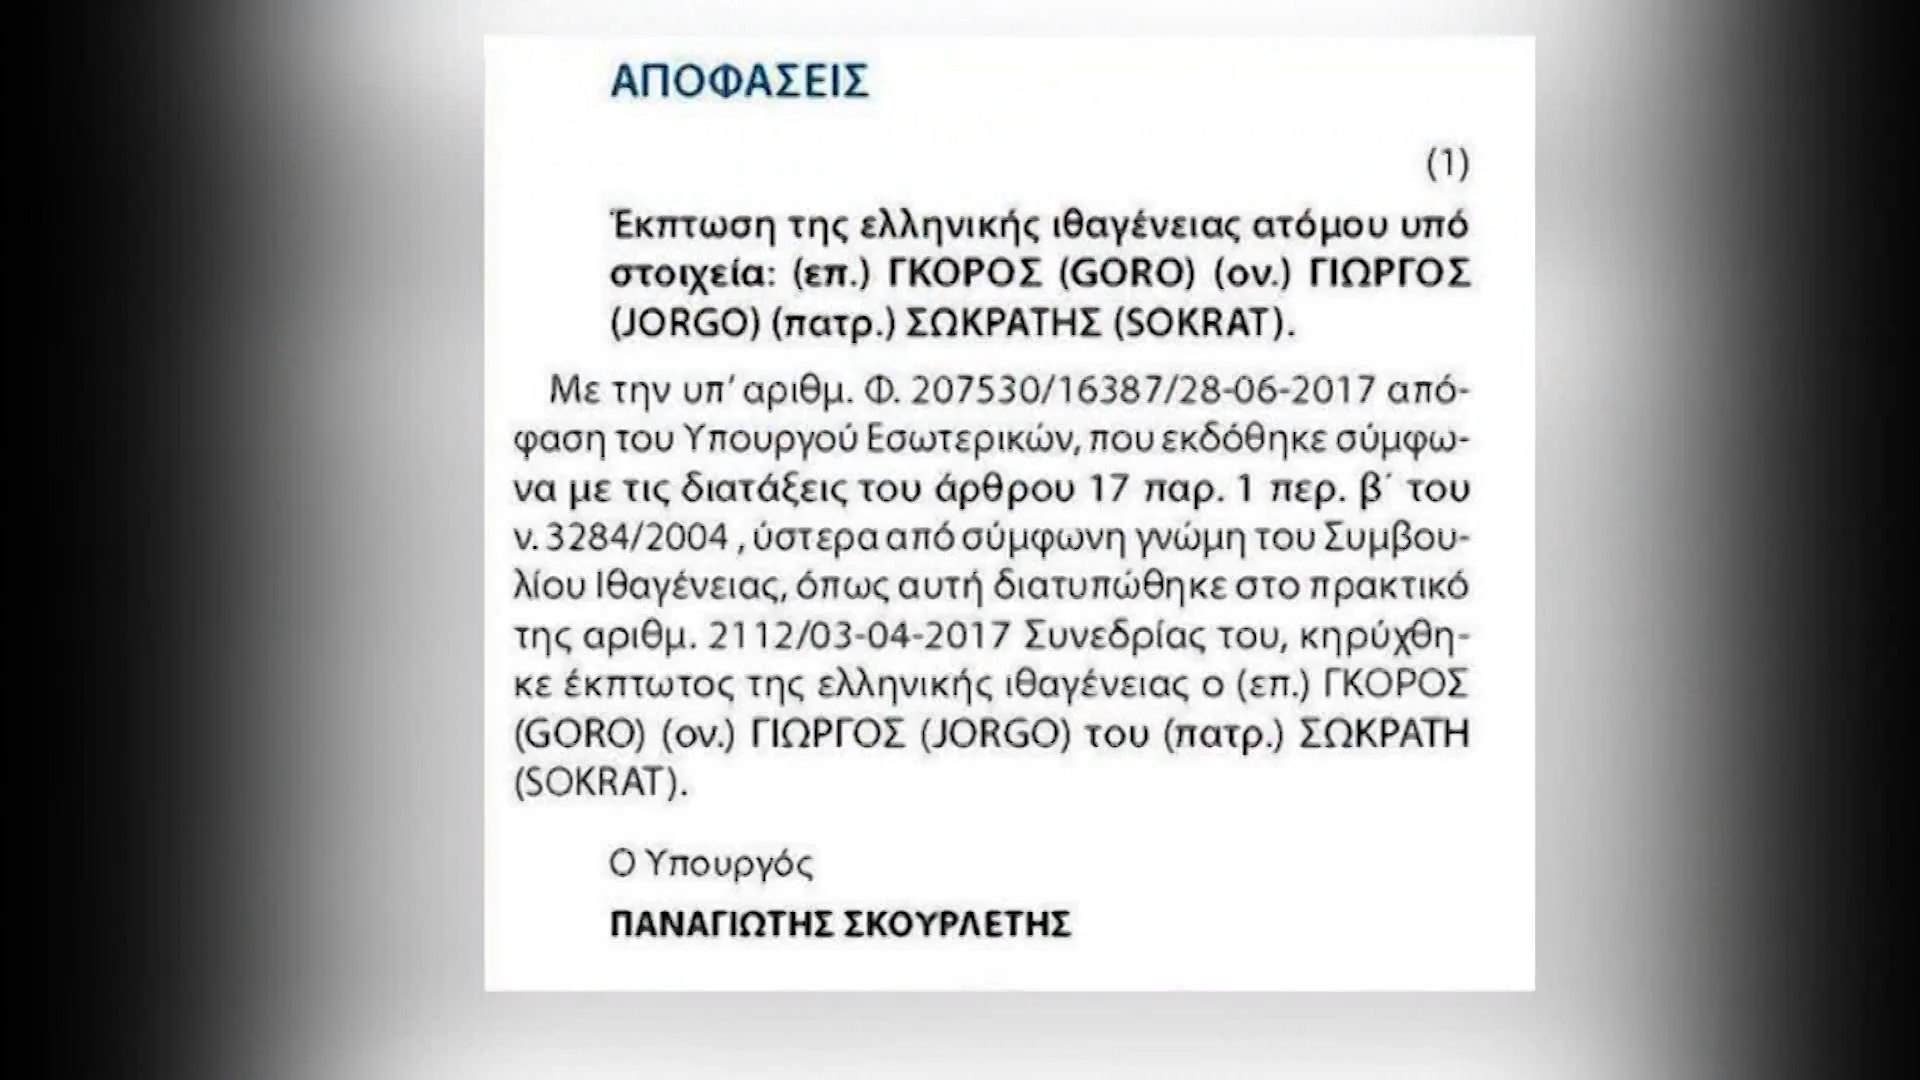 ΑΠΟΦΑΣΕΙΣ
(1)
Έκπτωση της ελληνικής ιθαγένειας ατόμου υπό
στοιχεία: (επ.) ΓΚΟΡΟΣ (GORO) (ον.) ΓΙΩΡΓΟΣ
(JORGO) (πατρ.) ΣΩΚΡΑΤΗΣ (SOKRAT).
Με την υπ’ αριθμ. Φ. 207530/16387/28-06-2017 από-
φαση του Υπουργού Εσωτερικών, που εκδόθηκε σύμφω-
να με τις διατάξεις του άρθρου 17 παρ. 1 περ. β΄ του
ν. 3284/2004 , ύστερα από σύμφωνη γνώμη του Συμβου-
λίου Ιθαγένειας, όπως αυτή διατυπώθηκε στο πρακτικό
της αριθμ. 2112/03-04-2017 Συνεδρίας του, κηρύχθη-
κε έκπτωτος της ελληνικής ιθαγένειας ο (επ.) ΓΚΟΡΟΣ
(GORO) (ον.) ΓΙΩΡΓΟΣ (JORGO) του (πατρ.) ΣΩΚΡΑΤΗ
(SOKRAT).
Ο Υπουργός
ΠΑΝΑΓΙΩΤΗΣ ΣΚΟΥΡΛΕΤΗΣ